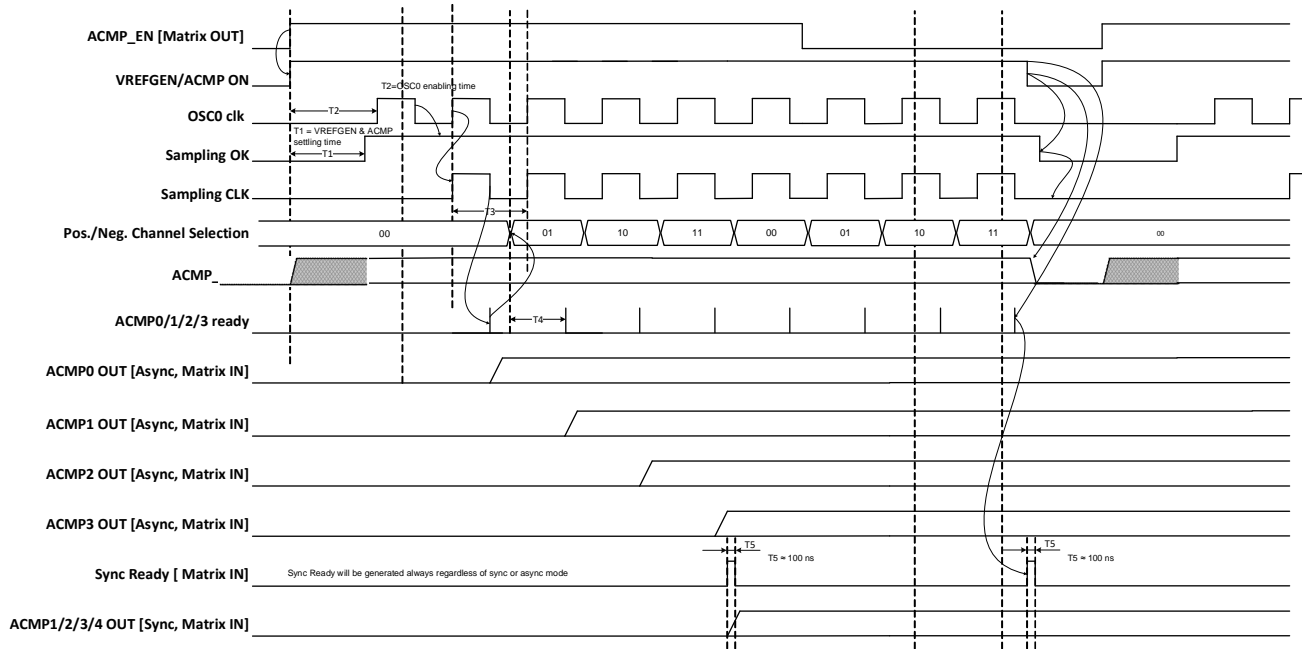 ACMP_EN [Matrix OUT]
VREFGEN/ACMP ON
T2=OSC0 enabling time
T2
OSC0 clk
T1 = VREFGEN & ACMP
settling time
T1
Sampling OK
Sampling CLK
T3
Pos./Neg. Channel Selection
00
01
10
11
00
01
10
11
00
ACMP_
ACMP0/1/2/3 ready
T4
ACMP0 OUT [Async, Matrix IN]
ACMP1 OUT [Async, Matrix IN]
ACMP2 OUT [Async, Matrix IN]
ACMP3 OUT [Async, Matrix IN]
T5
T5 ≈ 100 ns
T5
T5 ≈ 100 ns
Sync Ready [ Matrix IN]
Sync Ready will be generated always regardless of sync or async mode
ACMP1/2/3/4 OUT [Sync, Matrix IN]